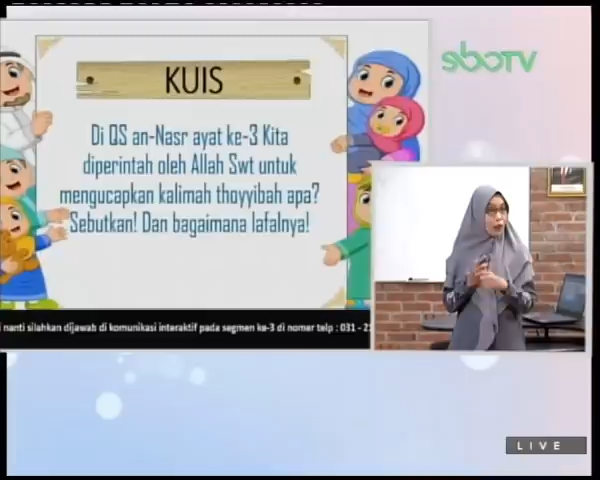 sboTV
KUIS
Di QS an-Nasr ayat ke-3 Kita
diperintah oleh Allah Swt untuk
mengucapkan kalimah thoyyibah apa?
Sebutkan! Dan bagaimana lafalnya!
nanti silahkan dijawab di komunikasi interaktif pada segmen ke-3 di nomer telp : 031 -
LIVE